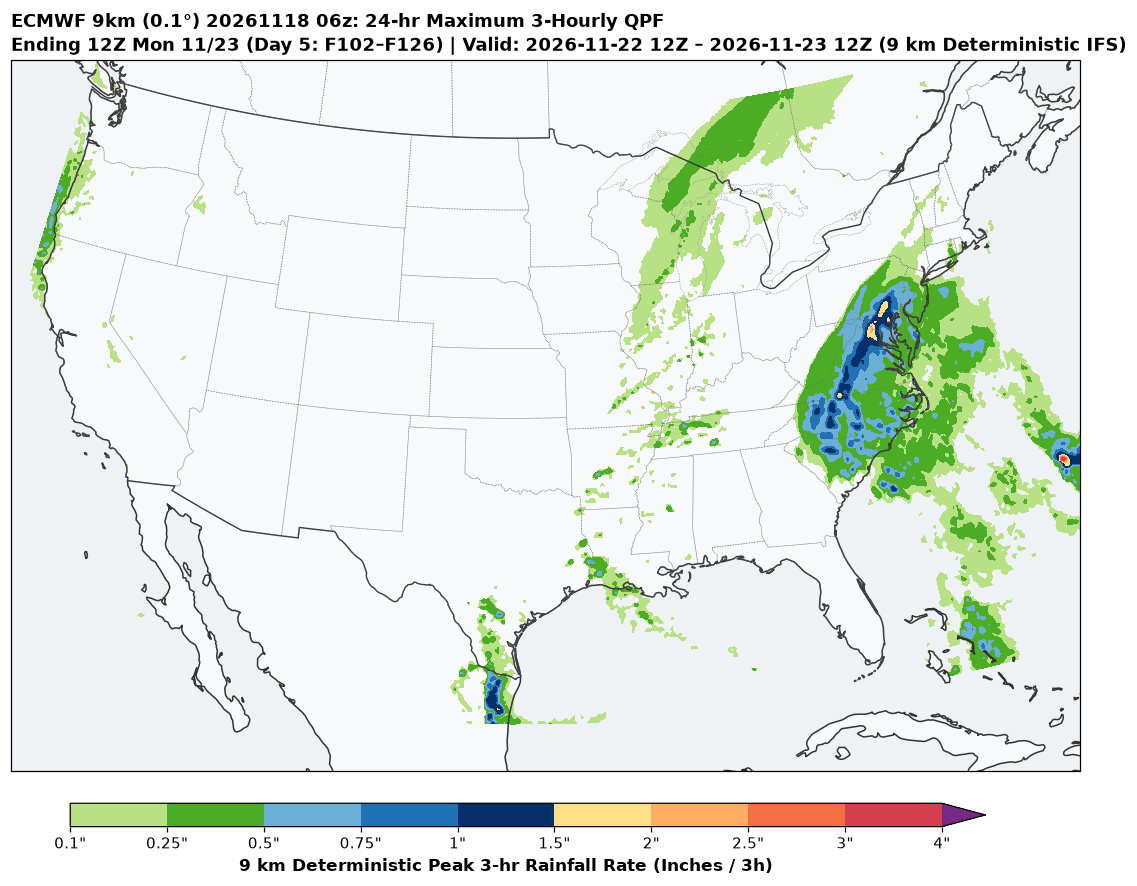 ECMWF 9km (0.1°) 20261118 06z: 24-hr Maximum 3-Hourly QPF
Ending 12Z Mon 11/23 (Day 5: F102–F126) | Valid: 2026-11-22 12Z – 2026-11-23 12Z (9 km Deterministic IFS)
0.1" 0.25" 0.5" 0.75" 1" 1.5" 2" 2.5" 3" 4"
9 km Deterministic Peak 3-hr Rainfall Rate (Inches / 3h)